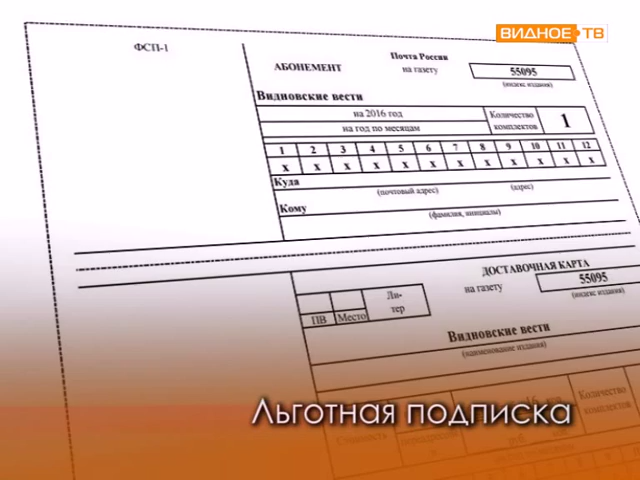 ВИДНОЕ ТВ
ФСП-1
Почта России
АБОНЕМЕНТ на газету 55095
(индекс издания)
Видновские вести
на 2016 год
на год по месяцам
Количество комплектов 1
1 2 3 4 5 6 7 8 9 10 11 12
х х х х х х х х х х х х
Куда
(почтовый адрес) (адрес)
Кому
(фамилия, инициалы)
ДОСТАВОЧНАЯ КАРТА
на газету 55095
(индекс издания)
ПВ Место Ли-
тер
Видновские вести
(наименование издания)
Количество
комплектов
Льготная подписка